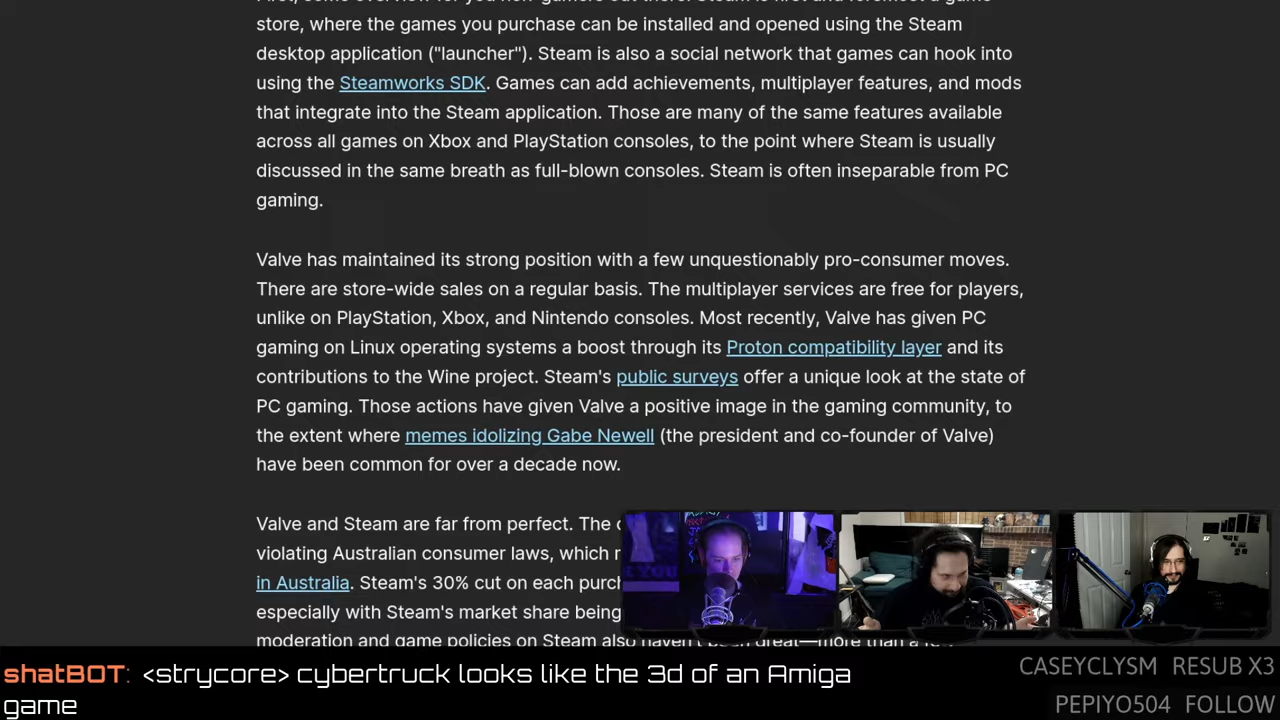 store, where the games you purchase can be installed and opened using the Steam
desktop application ("launcher"). Steam is also a social network that games can hook into
using the Steamworks SDK. Games can add achievements, multiplayer features, and mods
that integrate into the Steam application. Those are many of the same features available
across all games on Xbox and PlayStation consoles, to the point where Steam is usually
discussed in the same breath as full-blown consoles. Steam is often inseparable from PC
gaming.
Valve has maintained its strong position with a few unquestionably pro-consumer moves.
There are store-wide sales on a regular basis. The multiplayer services are free for players,
unlike on PlayStation, Xbox, and Nintendo consoles. Most recently, Valve has given PC
gaming on Linux operating systems a boost through its Proton compatibility layer and its
contributions to the Wine project. Steam's public surveys offer a unique look at the state of
PC gaming. Those actions have given Valve a positive image in the gaming community, to
the extent where memes idolizing Gabe Newell (the president and co-founder of Valve)
have been common for over a decade now.
Valve and Steam are far from perfect. The
violating Australian consumer laws, which
in Australia. Steam's 30% cut on each
especially with Steam's market share being
moderation and game policies on Steam also haven't been great—more than a
shatBOT: <strycore> cybertruck looks like the 3d of an Amiga
game
CASEYCLYSM RESUB X3
PEPIYO504 FOLLOW